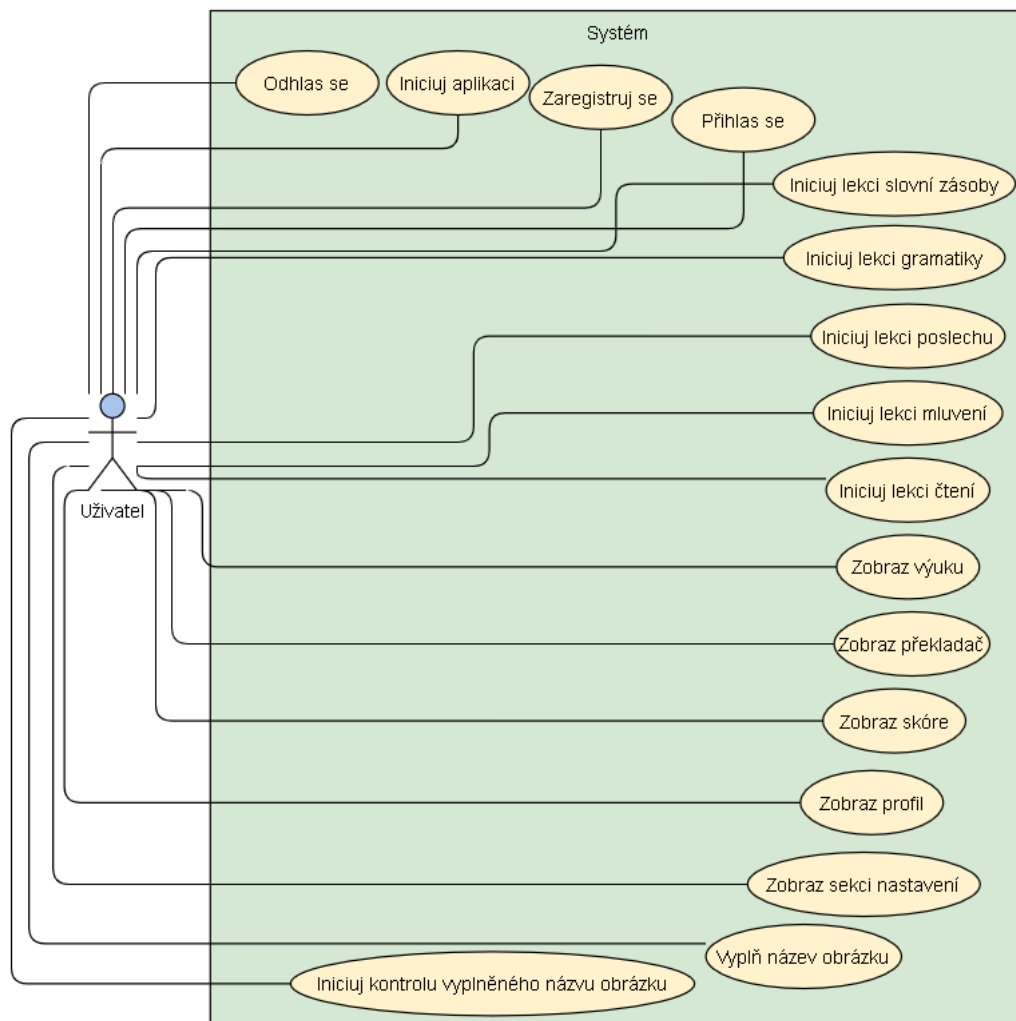 Systém
Odhlas se
Iniciuj aplikaci
Zaregistruj se
Přihlas se
Iniciuj lekci slovní zásoby
Iniciuj lekci gramatiky
Iniciuj lekci poslechu
Iniciuj lekci mluvení
Iniciuj lekci čtení
Uživatel
Zobraz výuku
Zobraz překladač
Zobraz skóre
Zobraz profil
Zobraz sekci nastavení
Vyplň název obrázku
Iniciuj kontrolu vyplněného názvu obrázku